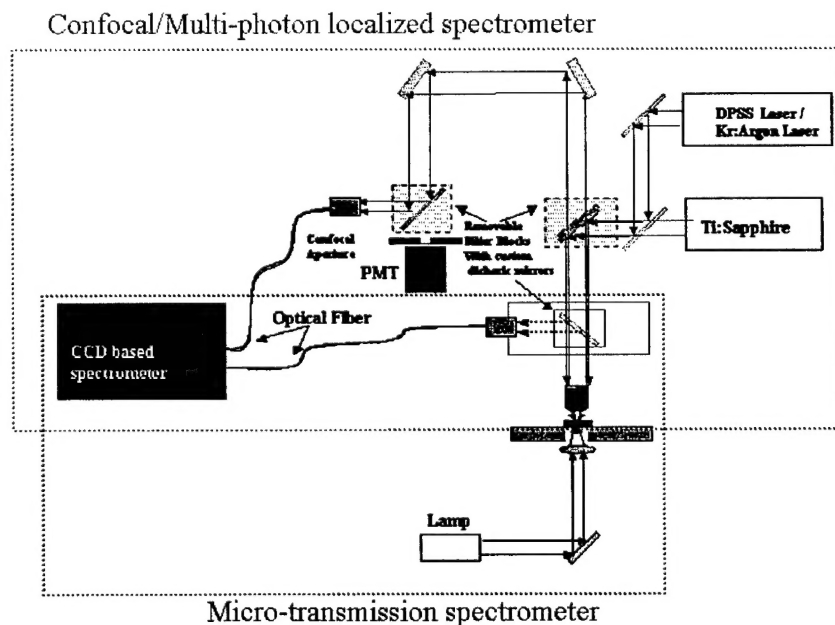 Confocal/Multi-photon localized spectrometer
DPSS Laser /
Kr:Argon Laser
Ti:Sapphire
Removable
Filter Blocks
With custom
dichoric mirrors
Confocal
Aperture
PMT
Optical Fiber
CCD based
spectrometer
Lamp
Micro-transmission spectrometer